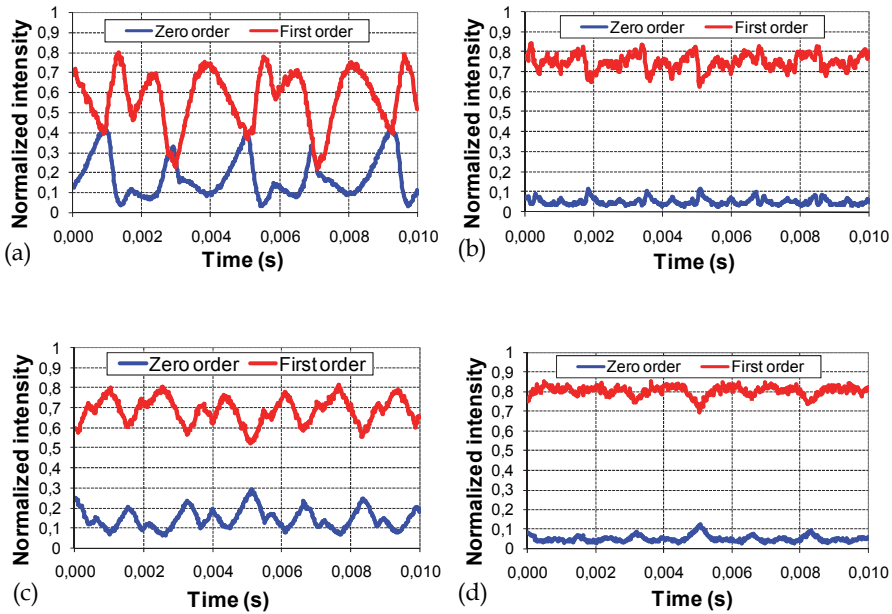 (a)
Normalized intensity
Zero order
First order
1
0,9
0,8
0,7
0,6
0,5
0,4
0,3
0,2
0,1
0
0,000 0,002 0,004 0,006 0,008 0,010
Time (s)
(b)
Normalized intensity
Zero order
First order
1
0,9
0,8
0,7
0,6
0,5
0,4
0,3
0,2
0,1
0
0,000 0,002 0,004 0,006 0,008 0,010
Time (s)
(c)
Normalized intensity
Zero order
First order
1
0,9
0,8
0,7
0,6
0,5
0,4
0,3
0,2
0,1
0
0,000 0,002 0,004 0,006 0,008 0,010
Time (s)
(d)
Normalized intensity
Zero order
First order
1
0,9
0,8
0,7
0,6
0,5
0,4
0,3
0,2
0,1
0
0,000 0,002 0,004 0,006 0,008 0,010
Time (s)